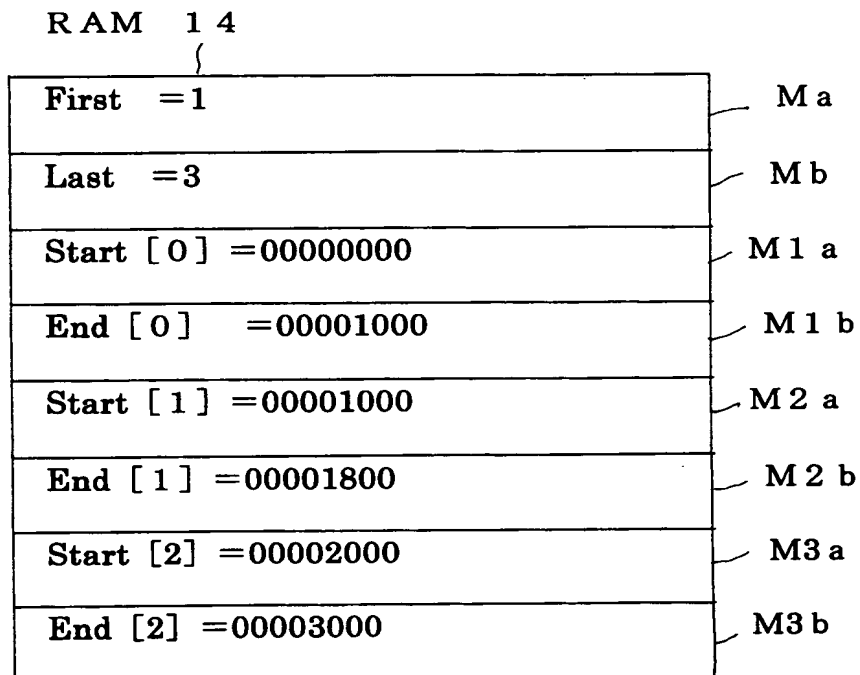 RAM 14
First =1 Ma
Last =3 Mb
Start [0] =00000000 M1a
End [0] =00001000 M1b
Start [1] =00001000 M2a
End [1] =00001800 M2b
Start [2] =00002000 M3a
End [2] =00003000 M3b